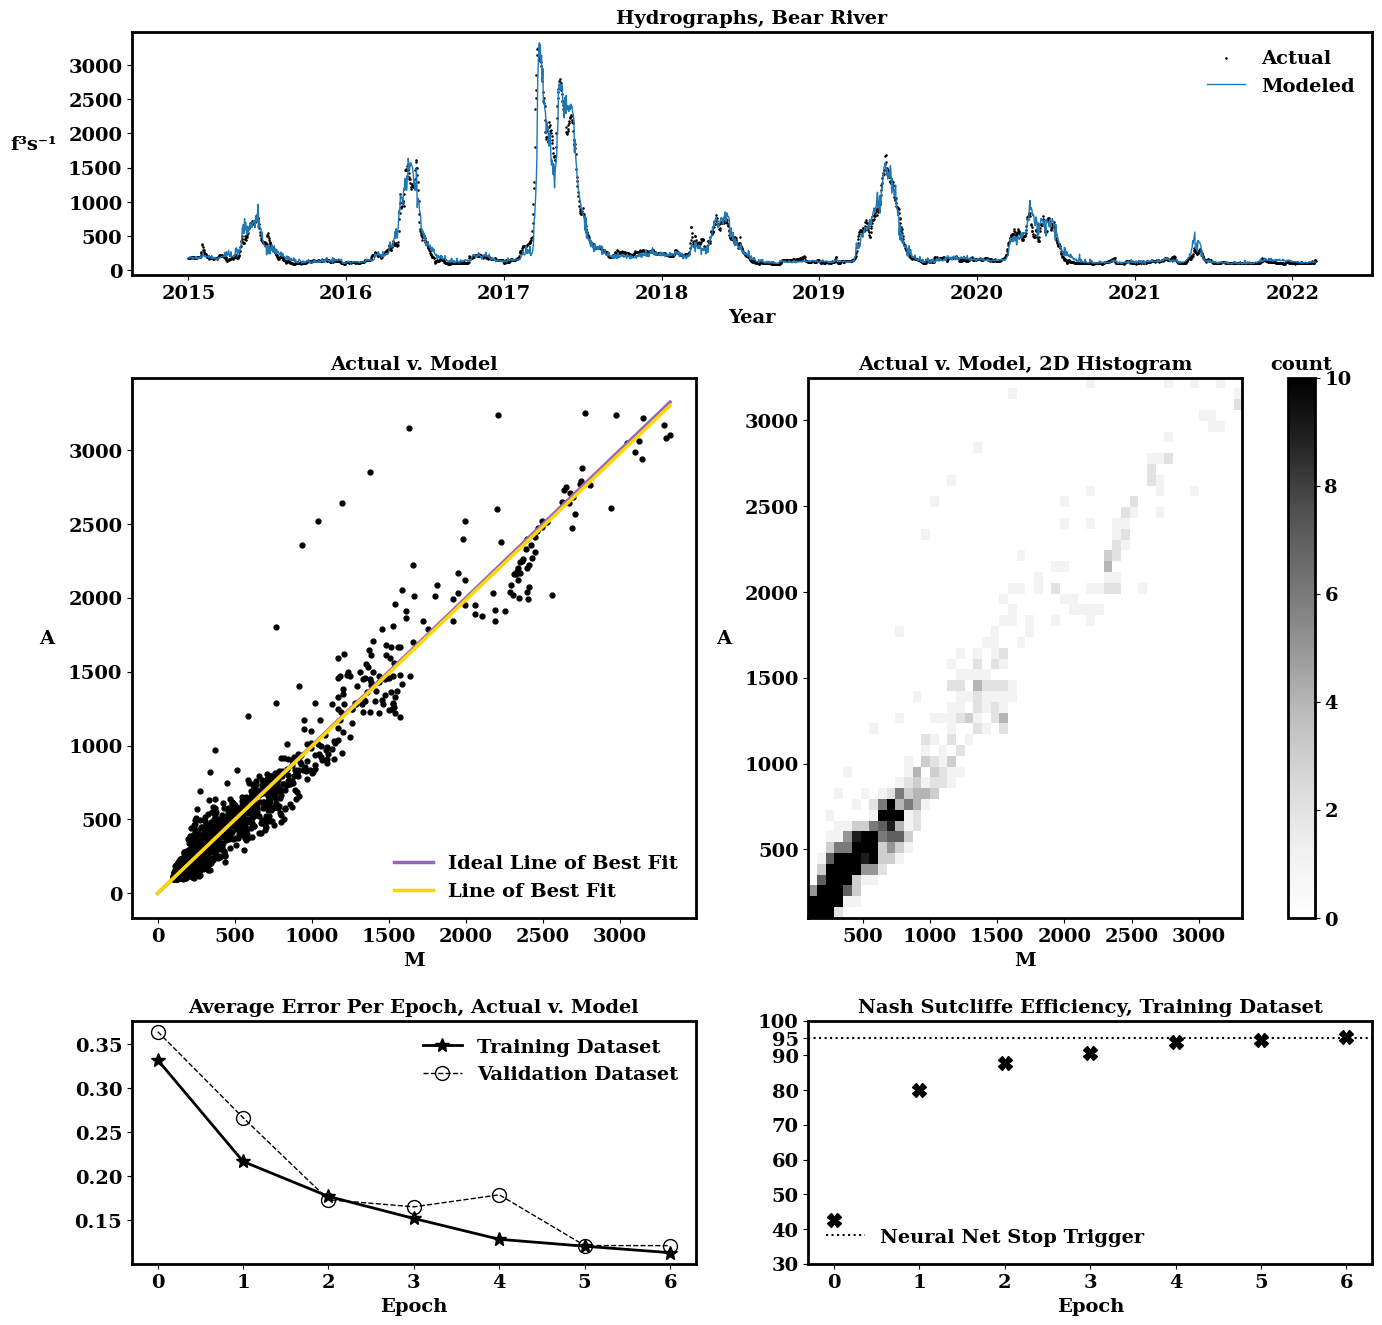 Hydrographs, Bear River
3000
2500
2000
1500
1000
500
0
f³s⁻¹
Actual
Modeled
2015 2016 2017 2018 2019 2020 2021 2022
Year
Actual v. Model
3000
2500
2000
1500
1000
500
0
A
Ideal Line of Best Fit
Line of Best Fit
0 500 1000 1500 2000 2500 3000
M
Actual v. Model, 2D Histogram
3000
2500
2000
1500
1000
500
A
500 1000 1500 2000 2500 3000
M
count
10
8
6
4
2
0
Average Error Per Epoch, Actual v. Model
0.35
0.30
0.25
0.20
0.15
Training Dataset
Validation Dataset
0 1 2 3 4 5 6
Epoch
Nash Sutcliffe Efficiency, Training Dataset
100
95
90
80
70
60
50
40
30
Neural Net Stop Trigger
0 1 2 3 4 5 6
Epoch